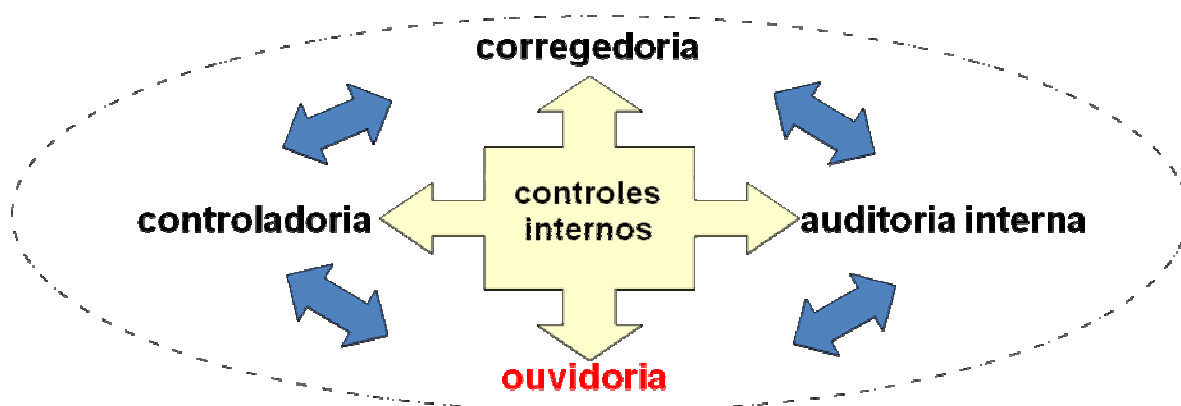 corregedoria
controles
internos
controladoria
auditoria interna
ouvidoria